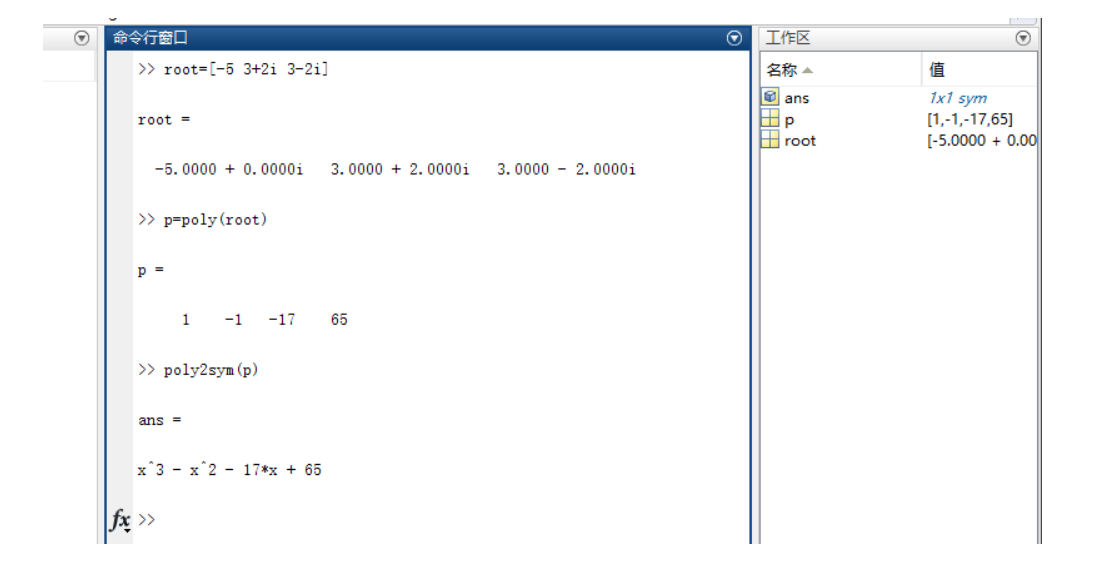 命令行窗口
>> root=[-5 3+2i 3-2i]
root =
-5.0000 + 0.0000i   3.0000 + 2.0000i   3.0000 - 2.0000i
>> p=poly(root)
p =
1    -1   -17    65
>> poly2sym(p)
ans =
x^3 - x^2 - 17*x + 65
fx >>
工作区
名称 值
ans 1x1 sym
p [1,-1,-17,65]
root [-5.0000 + 0.00